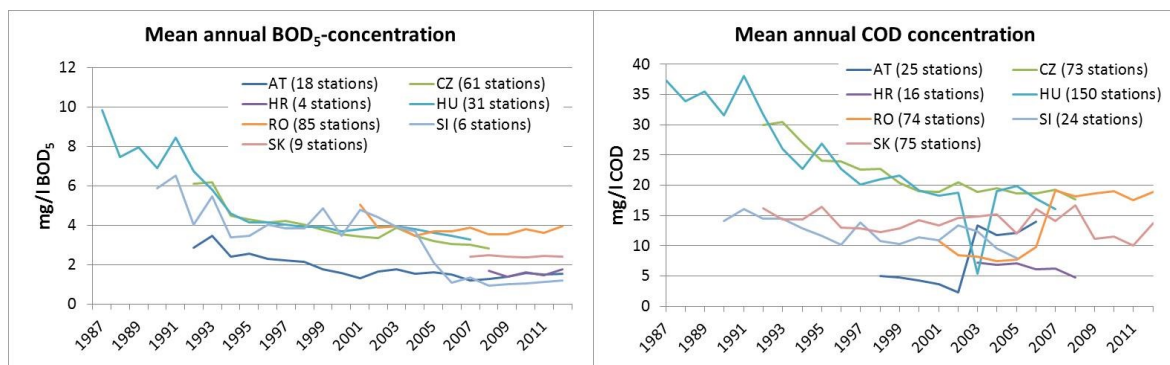 Mean annual BOD₅-concentration
mg/l BOD₅
12
10
8
6
4
2
0
AT (18 stations)
CZ (61 stations)
HR (4 stations)
HU (31 stations)
RO (85 stations)
SI (6 stations)
SK (9 stations)
1987
1989
1991
1993
1995
1997
1999
2001
2003
2005
2007
2009
2011
Mean annual COD concentration
mg/l COD
40
35
30
25
20
15
10
5
0
AT (25 stations)
CZ (73 stations)
HR (16 stations)
HU (150 stations)
RO (74 stations)
SI (24 stations)
SK (75 stations)
1987
1989
1991
1993
1995
1997
1999
2001
2003
2005
2007
2009
2011